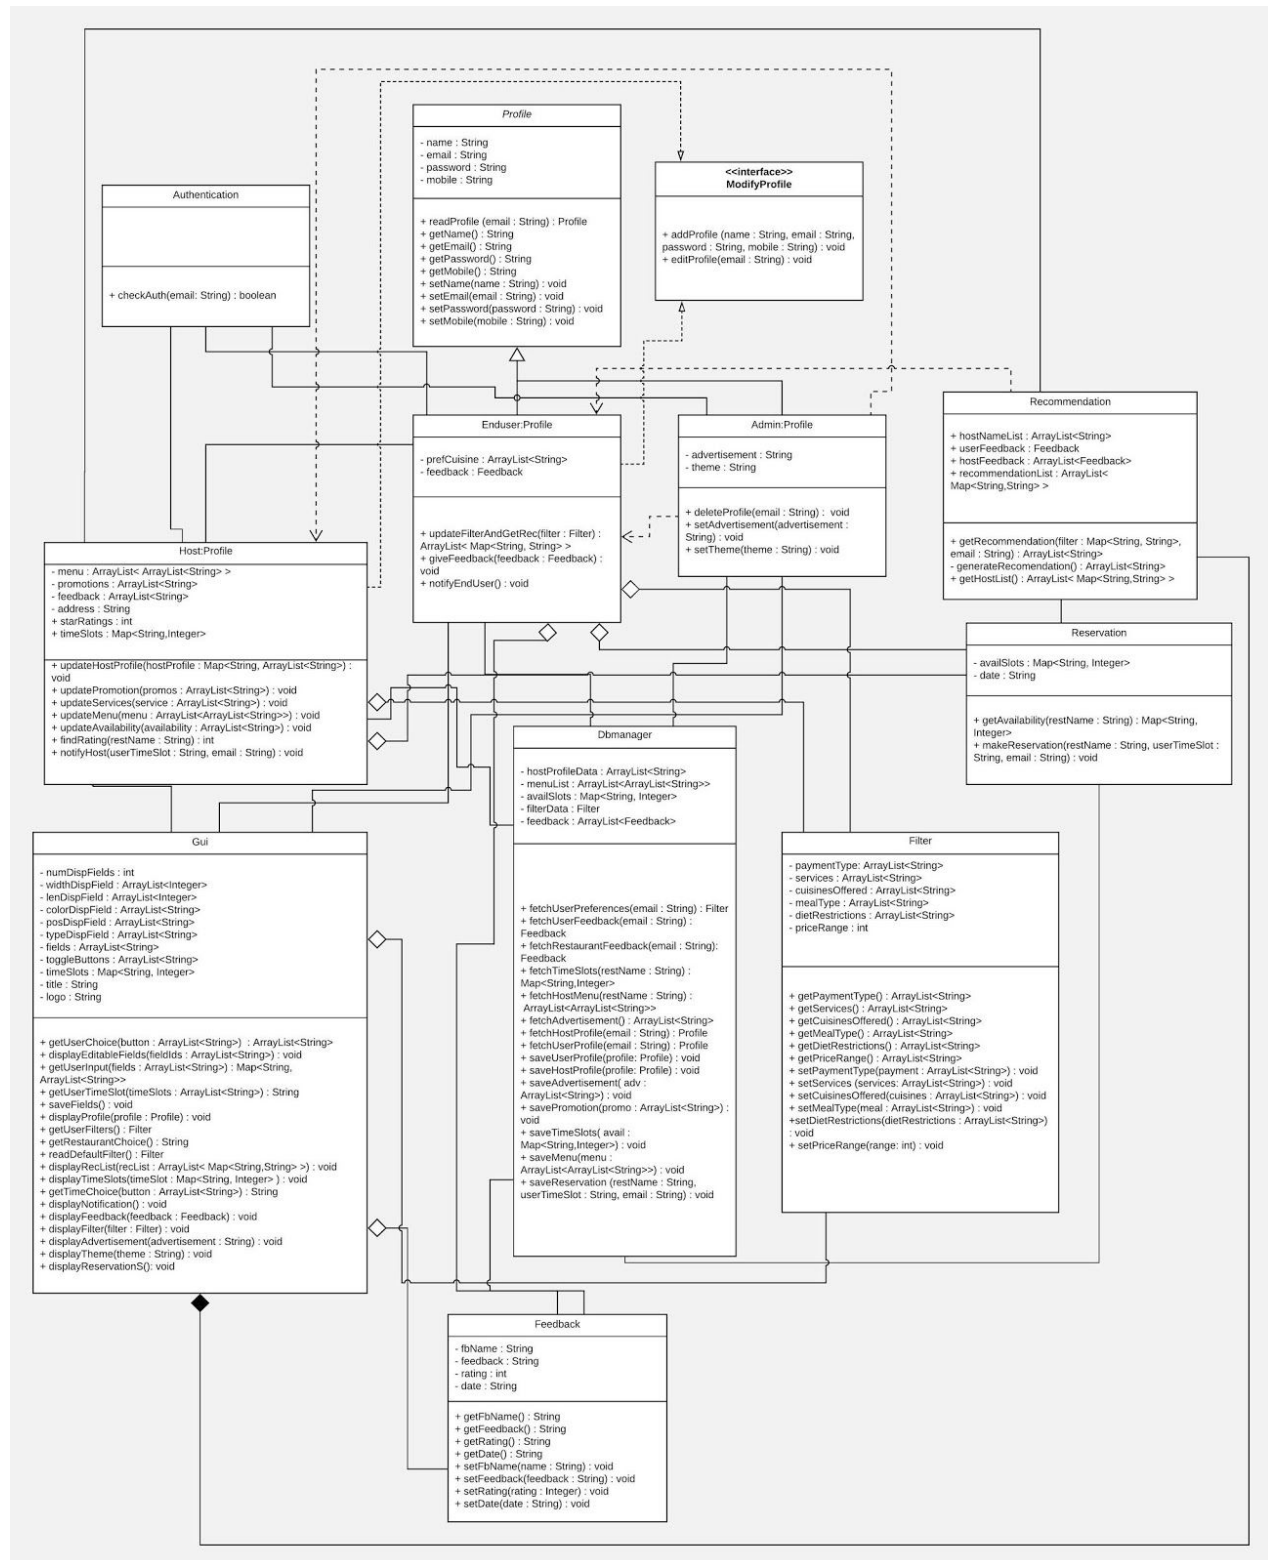 Profile
- name : String
- email : String
- password : String
- mobile : String
+ readProfile (email : String) : Profile
+ getName() : String
+ getEmail() : String
+ getPassword() : String
+ getMobile() : String
+ setName(name : String) : void
+ setEmail(email : String) : void
+ setPassword(password : String) : void
+ setMobile(mobile : String) : void
<<interface>>
ModifyProfile
+ addProfile (name : String, email : String,
password : String, mobile : String) : void
+ editProfile(email : String) : void
Authentication
+ checkAuth(email: String) : boolean
Enduser:Profile
- prefCuisine : ArrayList<String>
- feedback : Feedback
+ updateFilterAndGetRec(filter : Filter) :
ArrayList< Map<String, String> >
+ giveFeedback(feedback : Feedback) :
void
+ notifyEndUser() : void
Admin:Profile
- advertisement : String
- theme : String
+ deleteProfile(email : String) :  void
+ setAdvertisement(advertisement :
String) : void
+ setTheme(theme : String) : void
Recommendation
+ hostNameList : ArrayList<String>
+ userFeedback : Feedback
+ hostFeedback : ArrayList<Feedback>
+ recommendationList : ArrayList<
Map<String,String> >
+ getRecommendation(filter : Map<String, String>,
email : String) : ArrayList<String>
- generateRecomendation() : ArrayList<String>
+ getHostList() : ArrayList< Map<String,String> >
Host:Profile
- menu : ArrayList< ArrayList<String> >
- promotions : ArrayList<String>
- feedback : ArrayList<String>
- address : String
+ starRatings : int
+ timeSlots : Map<String,Integer>
+ updateHostProfile(hostProfile : Map<String, ArrayList<String>) :
void
+ updatePromotion(promos : ArrayList<String>) : void
+ updateServices(service : ArrayList<String>) : void
+ updateMenu(menu : ArrayList<ArrayList<String>>) : void
+ updateAvailability(availability : ArrayList<String>) : void
+ findRating(restName : String) : int
+ notifyHost(userTimeSlot : String, email : String) : void
Reservation
- availSlots : Map<String, Integer>
- date : String
+ getAvailability(restName : String) : Map<String,
Integer>
+ makeReservation(restName : String, userTimeSlot :
String, email : String) : void
Dbmanager
- hostProfileData : ArrayList<String>
- menuList : ArrayList<ArrayList<String>>
- availSlots : Map<String, Integer>
- filterData : Filter
- feedback : ArrayList<Feedback>
+ fetchUserPreferences(email : String) : Filter
+ fetchUserFeedback(email : String) :
Feedback
+ fetchRestaurantFeedback(email : String):
Feedback
+ fetchTimeSlots(restName : String) :
Map<String,Integer>
+ fetchHostMenu(restName : String) :
ArrayList<ArrayList<String>>
+ fetchAdvertisement() : ArrayList<String>
+ fetchHostProfile(email : String) : Profile
+ fetchUserProfile(email : String) : Profile
+ saveUserProfile(profile: Profile) : void
+ saveHostProfile(profile: Profile) : void
+ saveAdvertisement( adv :
ArrayList<String>) : void
+ savePromotion(promo : ArrayList<String>) :
void
+ saveTimeSlots( avail :
Map<String,Integer>) : void
+ saveMenu(menu :
ArrayList<ArrayList<String>>) : void
+ saveReservation (restName : String,
userTimeSlot : String, email : String) : void
Filter
- paymentType: ArrayList<String>
- services : ArrayList<String>
- cuisinesOffered : ArrayList<String>
- mealType : ArrayList<String>
- dietRestrictions : ArrayList<String>
- priceRange : int
+ getPaymentType() : ArrayList<String>
+ getServices() : ArrayList<String>
+ getCuisinesOffered() : ArrayList<String>
+ getMealType() : ArrayList<String>
+ getDietRestrictions() : ArrayList<String>
+ getPriceRange() : ArrayList<String>
+ setPaymentType(payment : ArrayList<String>) : void
+ setServices (services: ArrayList<String>) : void
+ setCuisinesOffered(cuisines : ArrayList<String>) : void
+ setMealType(meal : ArrayList<String>) : void
+setDietRestrictions(dietRestrictions : ArrayList<String>)
: void
+ setPriceRange(range: int) : void
Gui
- numDispFields : int
- widthDispField : ArrayList<Integer>
- lenDispField : ArrayList<Integer>
- colorDispField : ArrayList<String>
- posDispField : ArrayList<String>
- typeDispField : ArrayList<String>
- fields : ArrayList<String>
- toggleButtons : ArrayList<String>
- timeSlots : Map<String, Integer>
- title : String
- logo : String
+ getUserChoice(button : ArrayList<String>)  : ArrayList<String>
+ displayEditableFields(fieldIds : ArrayList<String>) : void
+ getUserInput(fields : ArrayList<String>) : Map<String,
ArrayList<String>>
+ getUserTimeSlot(timeSlots : ArrayList<String>) : String
+ saveFields() : void
+ displayProfile(profile : Profile) : void
+ getUserFilters() : Filter
+ getRestaurantChoice() : String
+ readDefaultFilter() : Filter
+ displayRecList(recList : ArrayList< Map<String,String> >) : void
+ displayTimeSlots(timeSlot : Map<String, Integer> ) : void
+ getTimeChoice(button : ArrayList<String>) : String
+ displayNotification() : void
+ displayFeedback(feedback : Feedback) : void
+ displayFilter(filter : Filter) : void
+ displayAdvertisement(advertisement : String) : void
+ displayTheme(theme : String) : void
+ displayReservationS(): void
Feedback
- fbName : String
- feedback : String
- rating : int
- date : String
+ getFbName() : String
+ getFeedback() : String
+ getRating() : String
+ getDate() : String
+ setFbName(name : String) : void
+ setFeedback(feedback : String) : void
+ setRating(rating : Integer) : void
+ setDate(date : String) : void